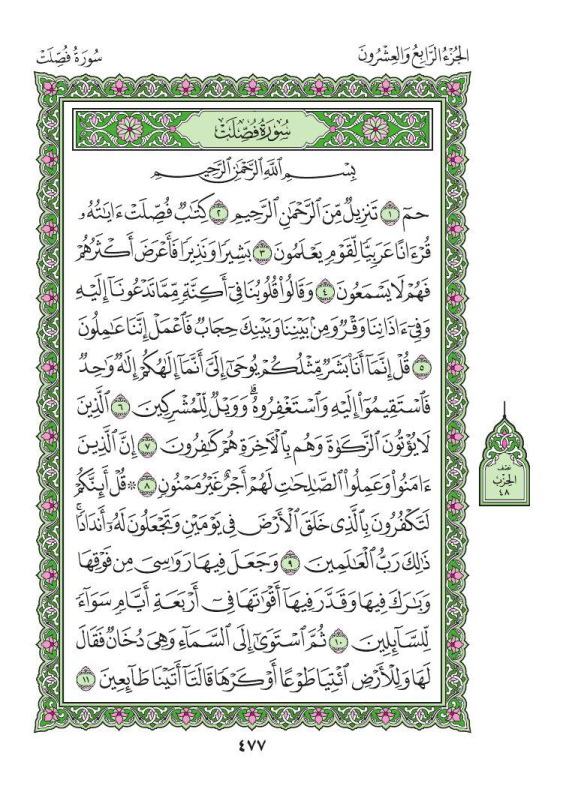 الجُزْءُ الرَّابِعُ وَالعِشْرُونَ
سُورَةُ فُصِّلَتْ
سُورَةُ فُصِّلَتْ
بِسْمِ ٱللَّهِ ٱلرَّحْمَٰنِ ٱلرَّحِيمِ
حمٓ ١ تَنزِيلٌ مِّنَ ٱلرَّحْمَٰنِ ٱلرَّحِيمِ ٢ كِتَٰبٌ فُصِّلَتْ ءَايَٰتُهُۥ
قُرْءَانًا عَرَبِيًّا لِّقَوْمٍ يَعْلَمُونَ ٣ بَشِيرًا وَنَذِيرًا فَأَعْرَضَ أَكْثَرُهُمْ
فَهُمْ لَا يَسْمَعُونَ ٤ وَقَالُوا۟ قُلُوبُنَا فِىٓ أَكِنَّةٍ مِّمَّا تَدْعُونَآ إِلَيْهِ
وَفِىٓ ءَاذَانِنَا وَقْرٌ وَمِنۢ بَيْنِنَا وَبَيْنِكَ حِجَابٌ فَٱعْمَلْ إِنَّنَا عَٰمِلُونَ
٥ قُلْ إِنَّمَآ أَنَا۠ بَشَرٌ مِّثْلُكُمْ يُوحَىٰٓ إِلَىَّ أَنَّمَآ إِلَٰهُكُمْ إِلَٰهٌ وَٰحِدٌ
فَٱسْتَقِيمُوٓا۟ إِلَيْهِ وَٱسْتَغْفِرُوهُ ۗ وَوَيْلٌ لِّلْمُشْرِكِينَ ٦ ٱلَّذِينَ
لَا يُؤْتُونَ ٱلزَّكَوٰةَ وَهُم بِٱلْءَاخِرَةِ هُمْ كَٰفِرُونَ ٧ إِنَّ ٱلَّذِينَ
ءَامَنُوا۟ وَعَمِلُوا۟ ٱلصَّٰلِحَٰتِ لَهُمْ أَجْرٌ غَيْرُ مَمْنُونٍ ٨ ۞ قُلْ أَئِنَّكُمْ
لَتَكْفُرُونَ بِٱلَّذِى خَلَقَ ٱلْأَرْضَ فِى يَوْمَيْنِ وَتَجْعَلُونَ لَهُۥٓ أَندَادًا ۚ
ذَٰلِكَ رَبُّ ٱلْعَٰلَمِينَ ٩ وَجَعَلَ فِيهَا رَوَٰسِىَ مِن فَوْقِهَا
وَبَٰرَكَ فِيهَا وَقَدَّرَ فِيهَآ أَقْوَٰتَهَا فِىٓ أَرْبَعَةِ أَيَّامٍ سَوَآءً
لِّلسَّآئِلِينَ ١٠ ثُمَّ ٱسْتَوَىٰٓ إِلَى ٱلسَّمَآءِ وَهِىَ دُخَانٌ فَقَالَ
لَهَا وَلِلْأَرْضِ ٱئْتِيَا طَوْعًا أَوْ كَرْهًا قَالَتَآ أَتَيْنَا طَآئِعِينَ ١١
نصف
الحِزْبِ
٤٨
٤٧٧